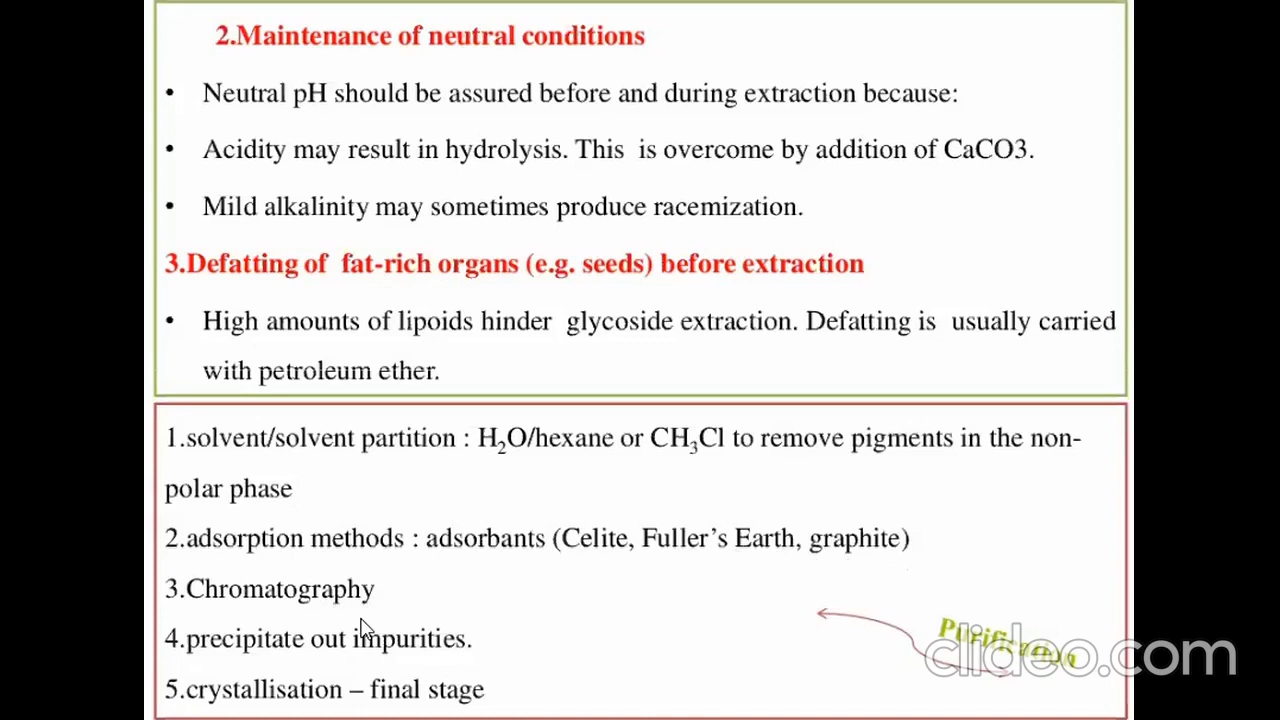 2.Maintenance of neutral conditions
• Neutral pH should be assured before and during extraction because:
• Acidity may result in hydrolysis. This is overcome by addition of CaCO3.
• Mild alkalinity may sometimes produce racemization.
3.Defatting of fat-rich organs (e.g. seeds) before extraction
• High amounts of lipoids hinder glycoside extraction. Defatting is usually carried
with petroleum ether.
1.solvent/solvent partition : H₂O/hexane or CH₃Cl to remove pigments in the non-
polar phase
2.adsorption methods : adsorbants (Celite, Fuller’s Earth, graphite)
3.Chromatography
4.precipitate out impurities.
Purification
clideo.com
5.crystallisation – final stage